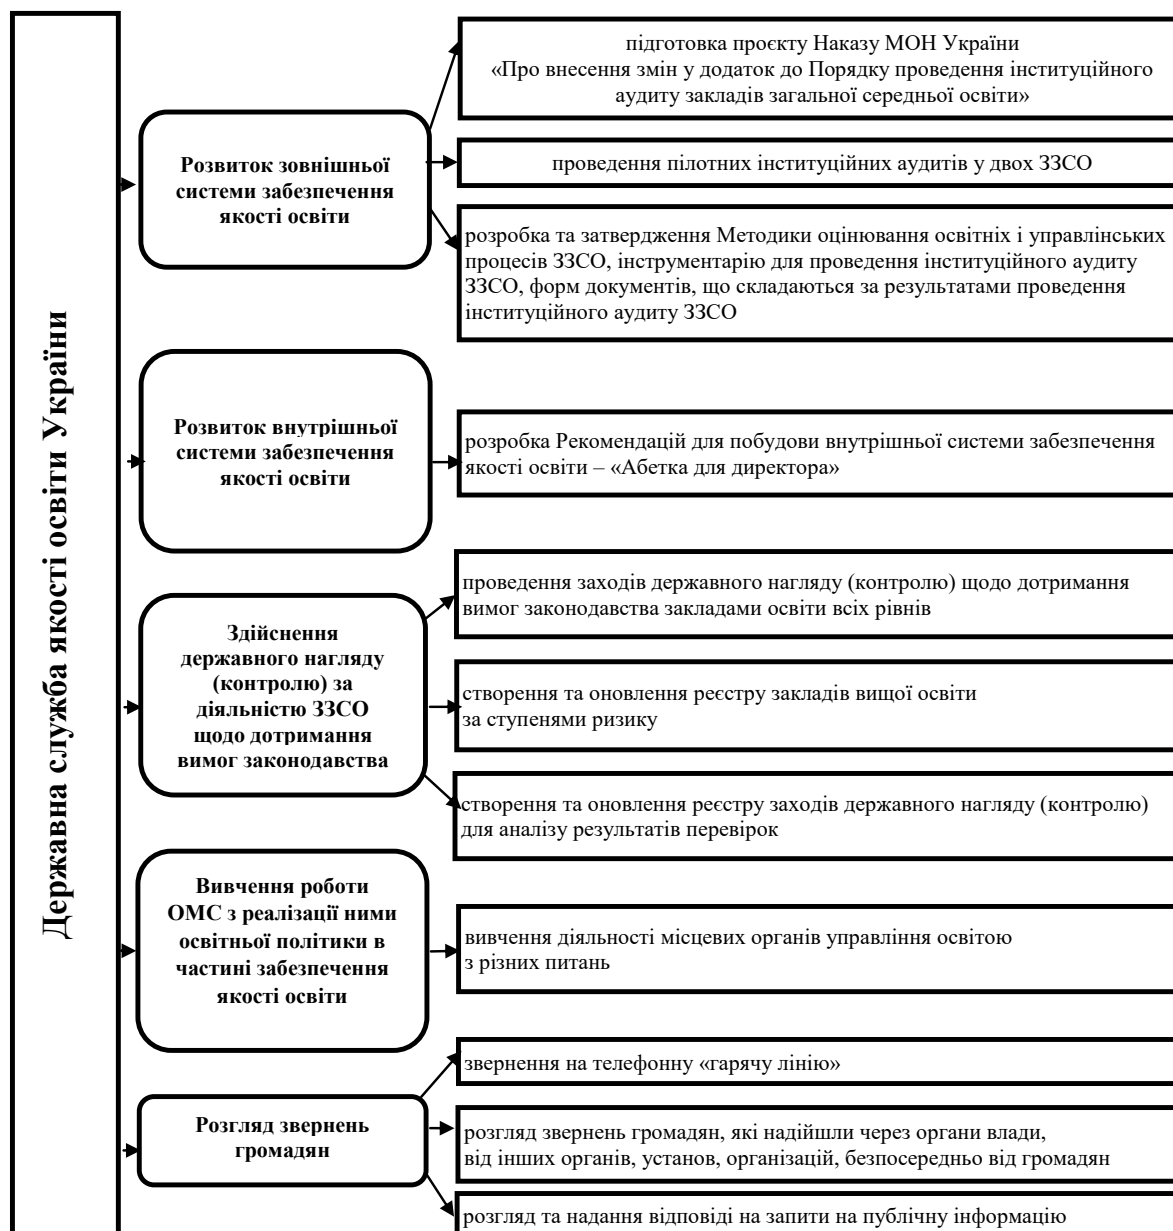 Державна служба якості освіти України
Розвиток зовнішньої
системи забезпечення
якості освіти
підготовка проєкту Наказу МОН України
«Про внесення змін у додаток до Порядку проведення інституційного
аудиту закладів загальної середньої освіти»
проведення пілотних інституційних аудитів у двох ЗЗСО
розробка та затвердження Методики оцінювання освітніх і управлінських
процесів ЗЗСО, інструментарію для проведення інституційного аудиту
ЗЗСО, форм документів, що складаються за результатами проведення
інституційного аудиту ЗЗСО
Розвиток внутрішньої
системи забезпечення
якості освіти
розробка Рекомендацій для побудови внутрішньої системи забезпечення
якості освіти – «Абетка для директора»
Здійснення
державного нагляду
(контролю) за
діяльністю ЗЗСО
щодо дотримання
вимог законодавства
проведення заходів державного нагляду (контролю) щодо дотримання
вимог законодавства закладами освіти всіх рівнів
створення та оновлення реєстру закладів вищої освіти
за ступенями ризику
створення та оновлення реєстру заходів державного нагляду (контролю)
для аналізу результатів перевірок
Вивчення роботи
ОМС з реалізації ними
освітньої політики в
частині забезпечення
якості освіти
вивчення діяльності місцевих органів управління освітою
з різних питань
Розгляд звернень
громадян
звернення на телефонну «гарячу лінію»
розгляд звернень громадян, які надійшли через органи влади,
від інших органів, установ, організацій, безпосередньо від громадян
розгляд та надання відповіді на запити на публічну інформацію